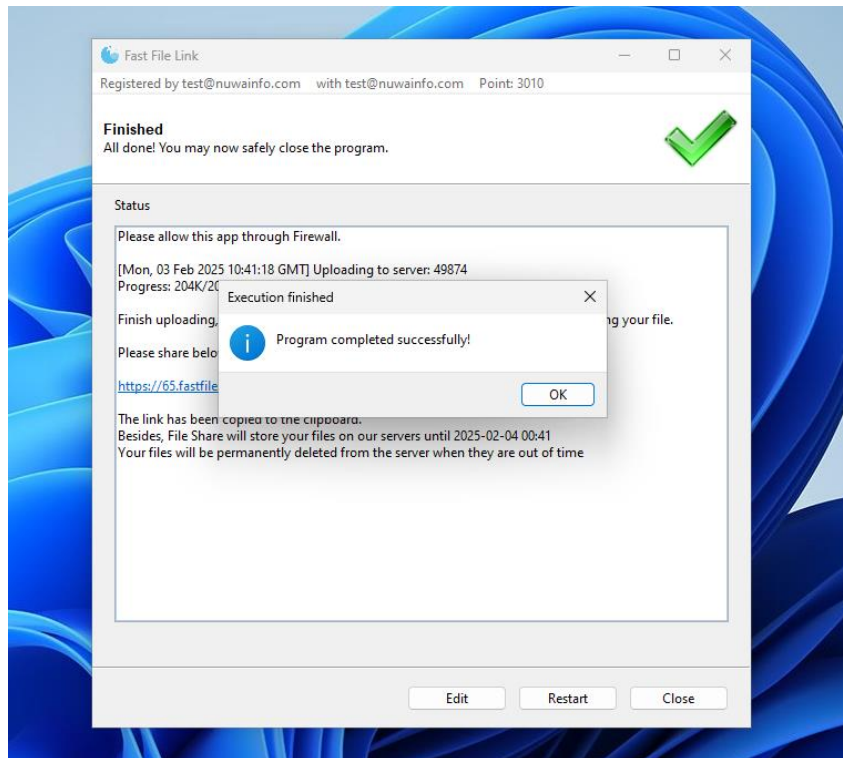 Fast File Link
Registered by test@nuwainfo.com with test@nuwainfo.com Point: 3010
Finished
All done! You may now safely close the program.
Status
Please allow this app through Firewall.
[Mon, 03 Feb 2025 10:41:18 GMT] Uploading to server: 49874
Progress: 204K/20
Execution finished
Finish uploading, ng your file.
Program completed successfully!
Please share belo
https://65.fastfile
OK
The link has been copied to the clipboard.
Besides, File Share will store your files on our servers until 2025-02-04 00:41
Your files will be permanently deleted from the server when they are out of time
Edit Restart Close